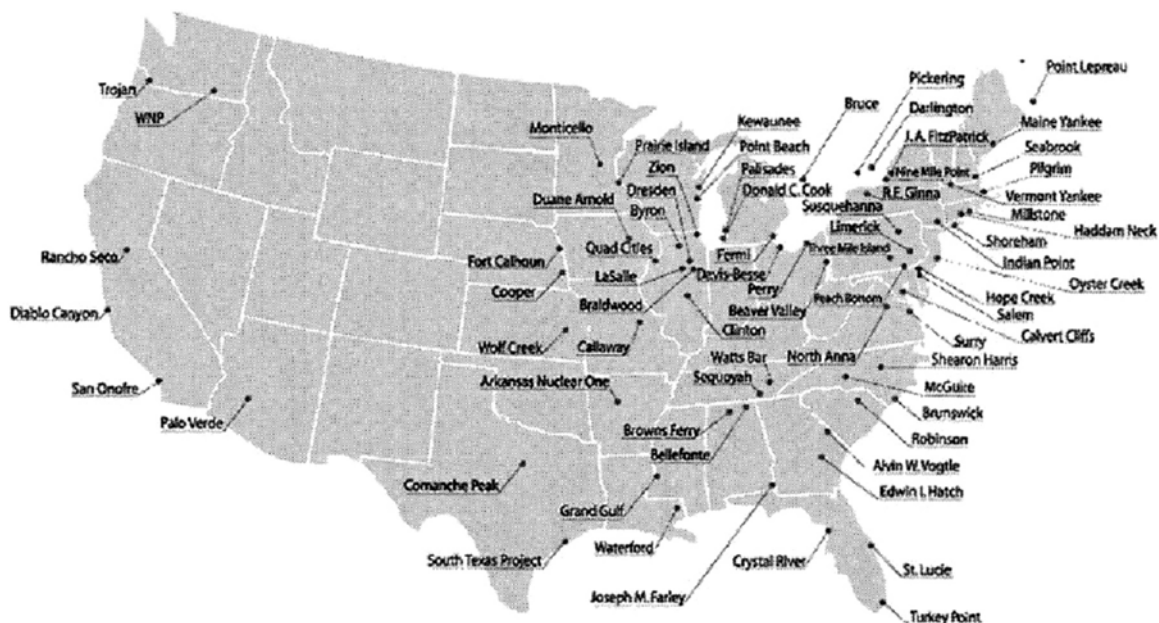 Point Lepreau
Pickering
Trojan
Bruce
Darlington
WNP
Kewaunee
J. A. FitzPatrick
Maine Yankee
Monticello
Prairie Island
Point Beach
Seabrook
Zion
Palisades
Nine Mile Point
Pilgrim
Dresden
Donald C. Cook
R.E. Ginna
Vermont Yankee
Duane Arnold
Byron
Susquehanna
Millstone
Haddam Neck
Limerick
Shoreham
Rancho Seco
Quad Cities
Fermi
Three Mile Island
Indian Point
Fort Calhoun
LaSalle
Davis-Besse
Oyster Creek
Cooper
Perry
Braidwood
Beaver Valley
Peach Bottom
Hope Creek
Diablo Canyon
Salem
Clinton
Calvert Cliffs
Wolf Creek
Callaway
Surry
Watts Bar
North Anna
Shearon Harris
San Onofre
Arkansas Nuclear One
Sequoyah
McGuire
Palo Verde
Browns Ferry
Brunswick
Robinson
Bellefonte
Alvin W. Vogtle
Comanche Peak
Edwin I. Hatch
Grand Gulf
Waterford
South Texas Project
Crystal River
St. Lucie
Joseph M. Farley
Turkey Point